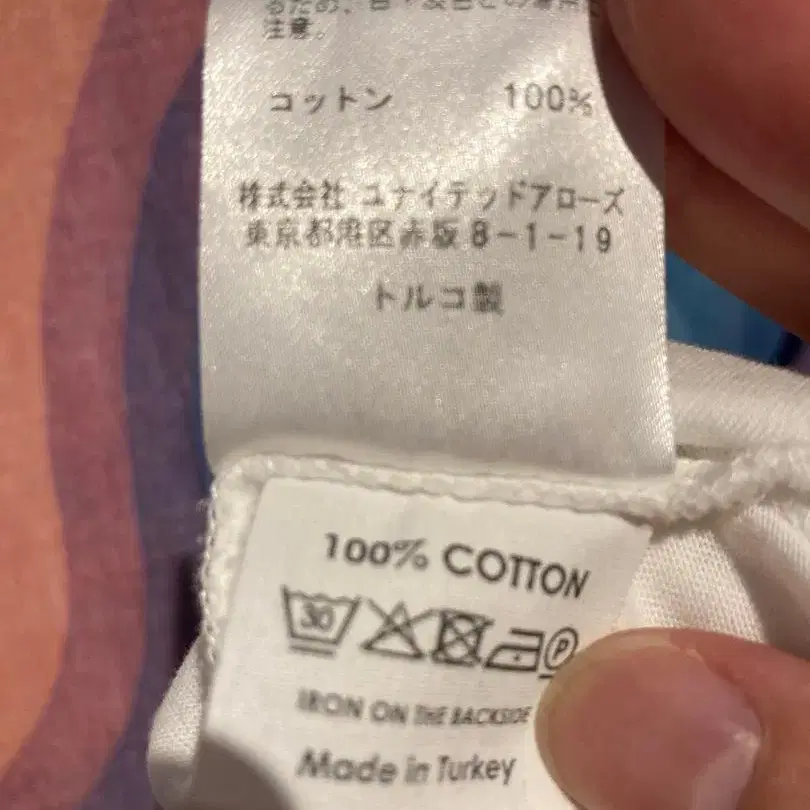 注意。
コットン 100%
株式会社 ユナイテッドアローズ
東京都港区赤坂8-1-19
トルコ製
100% COTTON
30
P
IRON ON THE BACKSIDE
Made in Turkey